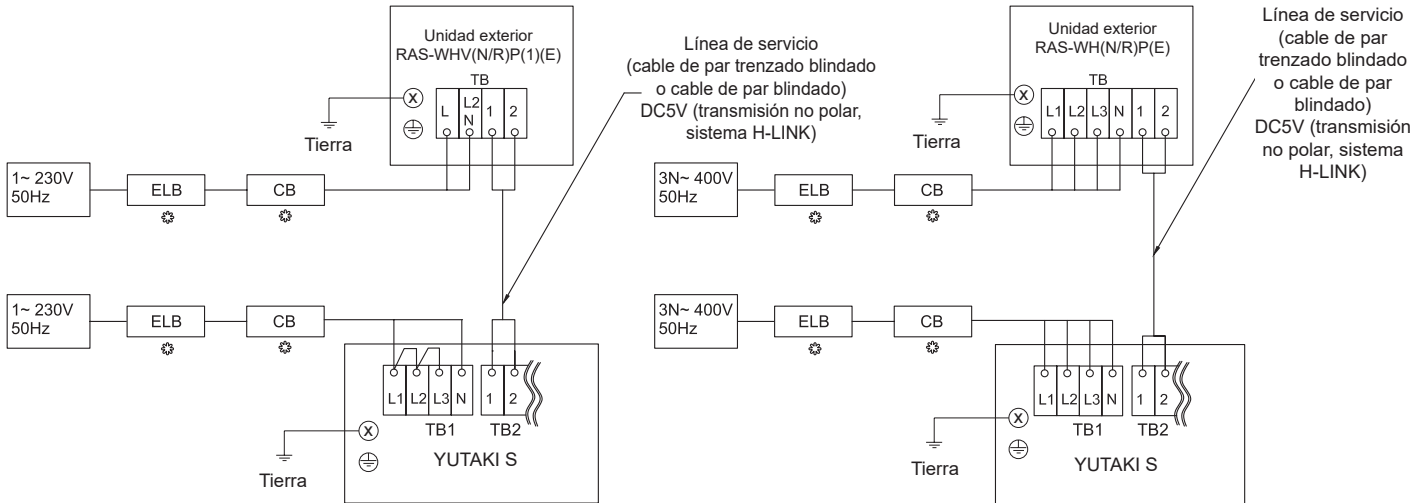 Unidad exterior
RAS-WHV(N/R)P(1)(E)
TB
L
L2
N
1
2
X
Tierra
1~ 230V
50Hz
ELB
CB
Línea de servicio
(cable de par trenzado blindado
o cable de par blindado)
DC5V (transmisión no polar,
sistema H-LINK)
1~ 230V
50Hz
ELB
CB
L1 L2 L3 N 1 2
TB1 TB2
X
Tierra
YUTAKI S
Unidad exterior
RAS-WH(N/R)P(E)
TB
L1 L2 L3 N 1 2
X
Tierra
3N~ 400V
50Hz
ELB
CB
Línea de servicio
(cable de par
trenzado blindado
o cable de par
blindado)
DC5V (transmisión
no polar, sistema
H-LINK)
3N~ 400V
50Hz
ELB
CB
L1 L2 L3 N 1 2
TB1 TB2
X
Tierra
YUTAKI S